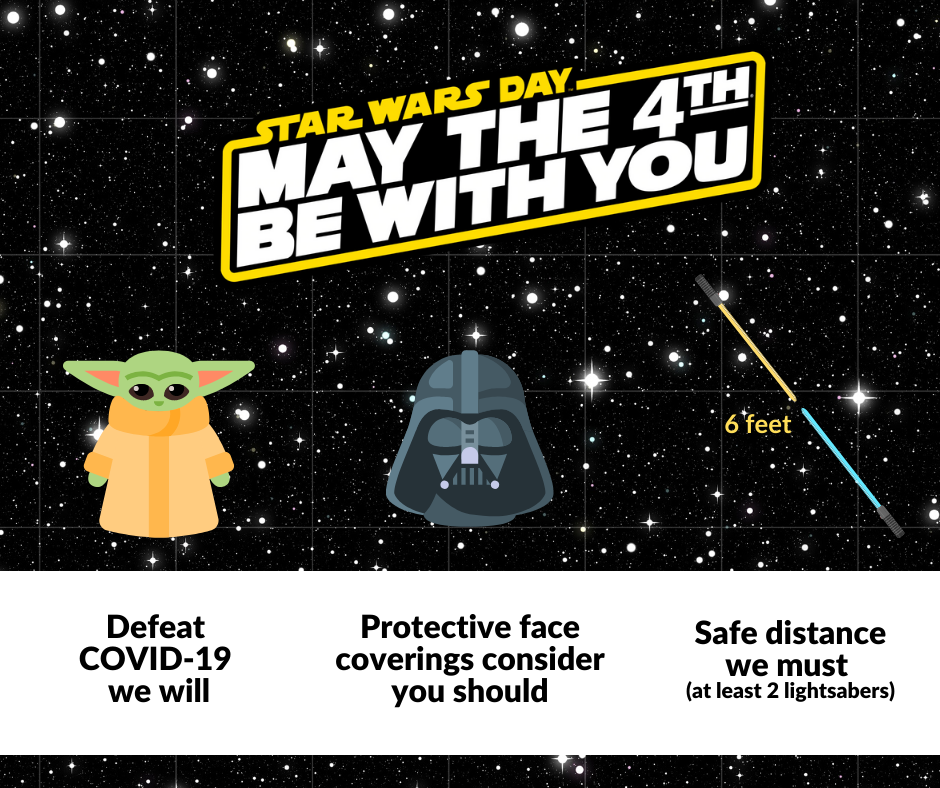 STAR WARS DAY
MAY THE 4TH
BE WITH YOU
6 feet
Defeat
COVID-19
we will
Protective face
coverings consider
you should
Safe distance
we must
(at least 2 lightsabers)